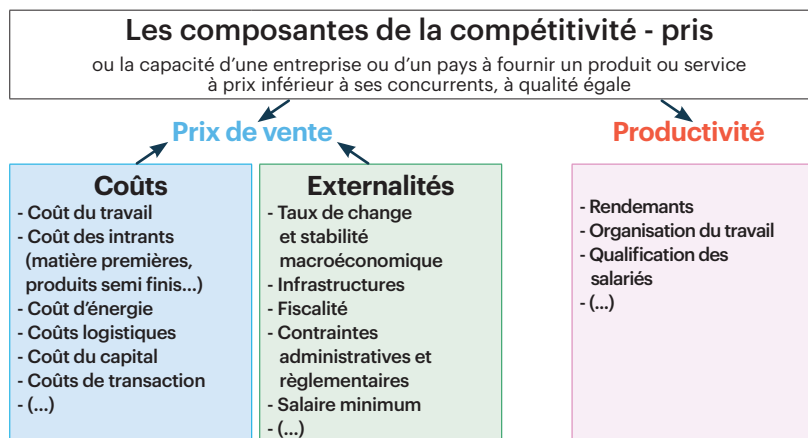 Les composantes de la compétitivité - pris
ou la capacité d'une entreprise ou d'un pays à fournir un produit ou service
à prix inférieur à ses concurrents, à qualité égale
Prix de vente
Productivité
Coûts
- Coût du travail
- Coût des intrants
(matière premières,
produits semi finis...)
- Coût d'énergie
- Coûts logistiques
- Coût du capital
- Coûts de transaction
- (...)
Externalités
- Taux de change
et stabilité
macroéconomique
- Infrastructures
- Fiscalité
- Contraintes
administratives et
règlementaires
- Salaire minimum
- (...)
- Rendemants
- Organisation du travail
- Qualification des
salariés
- (...)